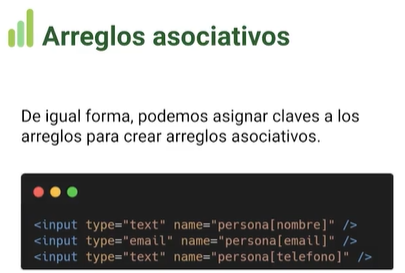 Arreglos asociativos
De igual forma, podemos asignar claves a los
arreglos para crear arreglos asociativos.
<input type="text" name="persona[nombre]" />
<input type="email" name="persona[email]" />
<input type="text" name="persona[telefono]" />